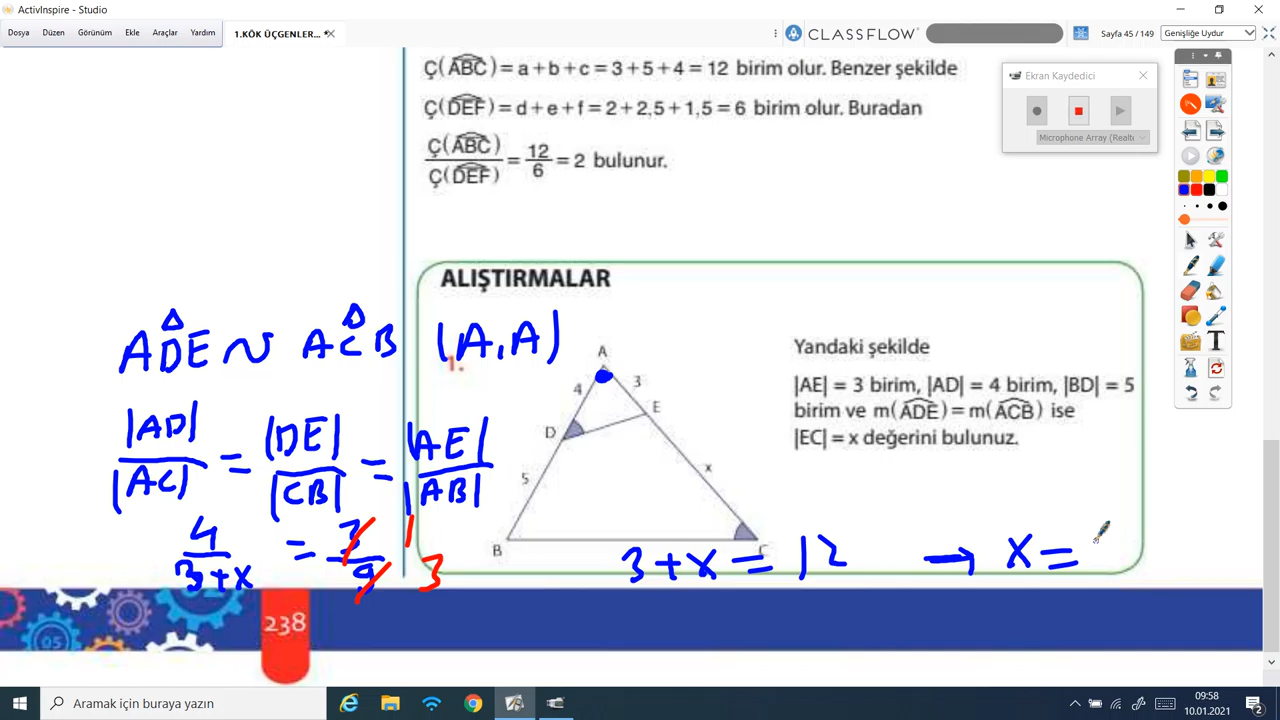 ActivInspire - Studio
Dosya Düzen Görünüm Ekle Araçlar Yardım
1.KÖK ÜÇGENLER...
CLASSFLOW
Sayfa 45 / 149
Genişliğe Uydur
Ç(ABC) = a + b + c = 3 + 5 + 4 = 12 birim olur. Benzer şekilde
Ç(DEF) = d + e + f = 2 + 2,5 + 1,5 = 6 birim olur. Buradan
Ç(ABC)/Ç(DEF) = 12/6 = 2 bulunur.
Ekran Kaydedici
Microphone Array (Realt
ALIŞTIRMALAR
ADE ~ ACB (A,A)
1.
Yandaki şekilde
|AE| = 3 birim, |AD| = 4 birim, |BD| = 5
birim ve m(ADE) = m(ACB) ise
|EC| = x değerini bulunuz.
A
4
3
D
E
5
x
B
C
|AD|/|AC| = |DE|/|CB| = |AE|/|AB|
4/3+x = 3/9 1 3
3+x = 12 → x =
05
238
Aramak için buraya yazın
09:58
10.01.2021
2